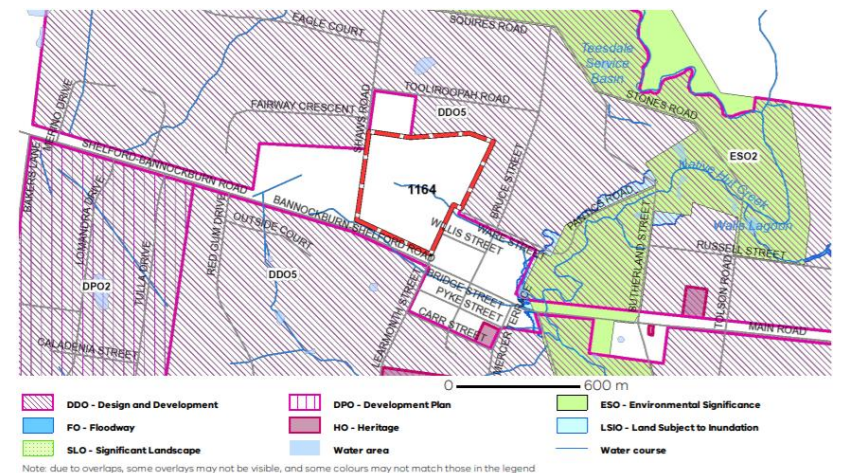 EAGLE COURT
SQUIRES ROAD
Teesdale
Service
Basin
MERINO DRIVE
SHAWS ROAD
TOOLOOROOPAH ROAD
STONES ROAD
FAIRWAY CRESCENT
DDO5
BAKERS LANE
SHELFORD-BANNOCKBURN ROAD
ESO2
Native Hut Creek
1164
BRUCE STREET
PANTICS ROAD
LOMANDRA DRIVE
RED GUM DRIVE
BANNOCKBURN-SHELFORD ROAD
WILLIS STREET
WARE STREET
SUTHERLAND STREET
Walls Lagoon
OUTSIDE COURT
RUSSELL STREET
TULLA DRIVE
DDO5
DPO2
BRIDGE STREET
TOLSON ROAD
LEARMONTH STREET
PYKE STREET
MERCER TERRACE
CARR STREET
MAIN ROAD
CALADENIA STREET
0 600 m
DDO - Design and Development
DPO - Development Plan
ESO - Environmental Significance
FO - Floodway
HO - Heritage
LSIO - Land Subject to Inundation
SLO - Significant Landscape
Water area
Water course
Note: due to overlaps, some overlays may not be visible, and some colours may not match those in the legend